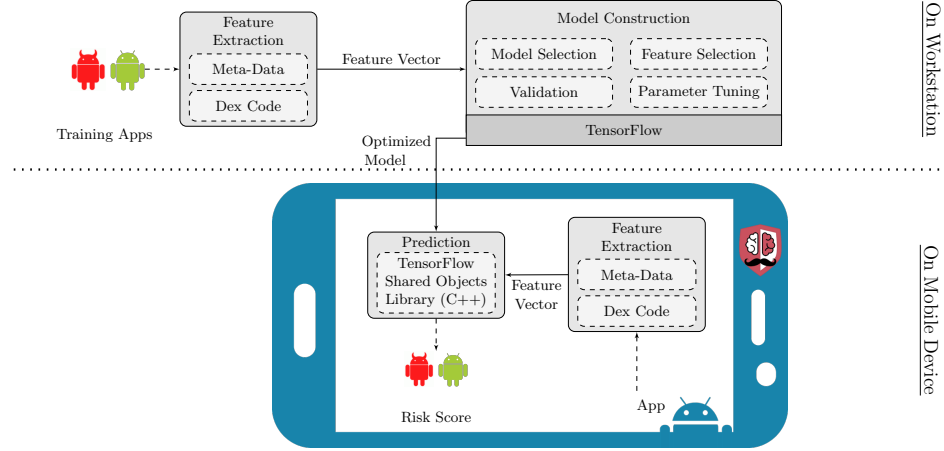 Feature
Extraction
Meta-Data
Dex Code
Training Apps
Feature Vector
Model Construction
Model Selection
Feature Selection
Validation
Parameter Tuning
TensorFlow
On Workstation
Optimized
Model
Prediction
TensorFlow
Shared Objects
Library (C++)
Feature
Vector
Feature
Extraction
Meta-Data
Dex Code
Risk Score
App
On Mobile Device